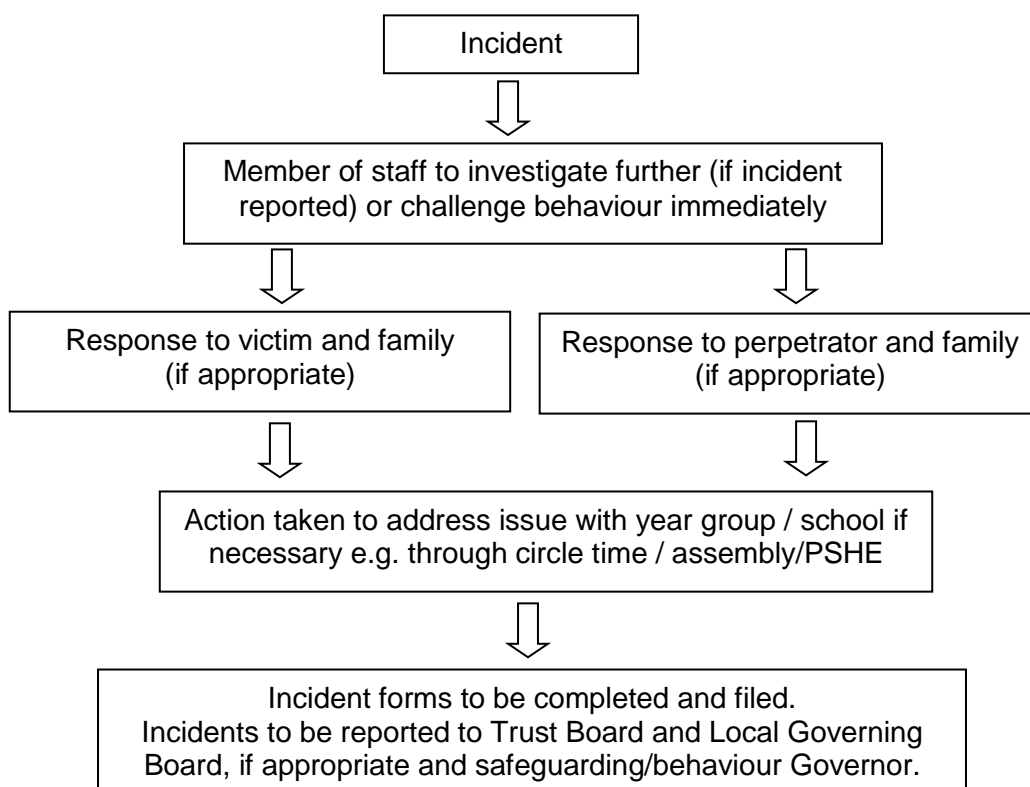 Incident
Member of staff to investigate further (if incident
reported) or challenge behaviour immediately
Response to victim and family
(if appropriate)
Response to perpetrator and family
(if appropriate)
Action taken to address issue with year group / school if
necessary e.g. through circle time / assembly/PSHE
Incident forms to be completed and filed.
Incidents to be reported to Trust Board and Local Governing
Board, if appropriate and safeguarding/behaviour Governor.